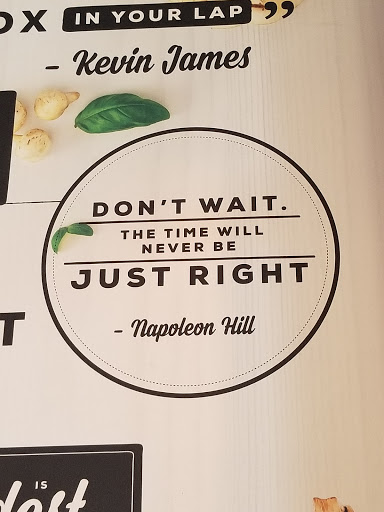 OX IN YOUR LAP”
- Kevin James
DON'T WAIT.
THE TIME WILL
NEVER BE
JUST RIGHT
- Napoleon Hill
T
IS